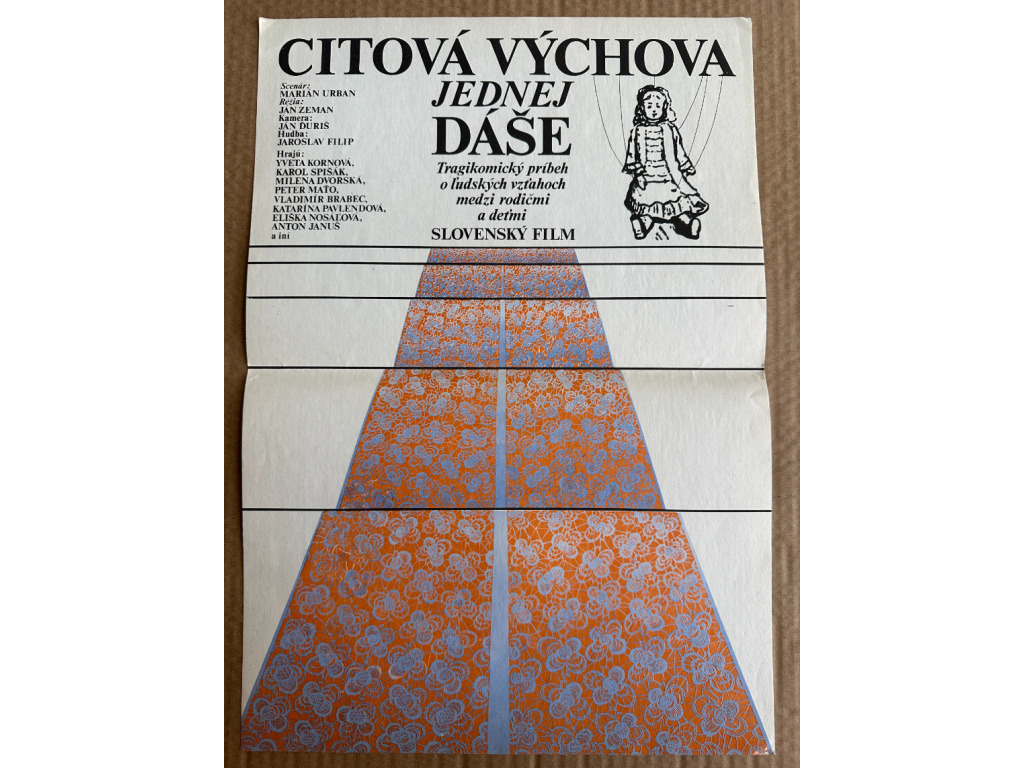 CITOVÁ VÝCHOVA
JEDNEJ
DÁŠE
Tragikomický príbeh
o ľudských vzťahoch
medzi rodičmi
a deťmi
SLOVENSKÝ FILM
Scenár:
MARIÁN URBAN
Réžia:
JÁN ZEMAN
Kamera:
JÁN ĎURIŠ
Hudba:
JAROSLAV FILIP
Hrajú:
YVETA KORNOVÁ,
KAROL SPIŠÁK,
MILENA DVORSKÁ,
PETER MAŤO,
VLADIMÍR BRABEC,
KATARÍNA PAVLENDOVÁ,
ELIŠKA NOSÁĽOVÁ,
ANTON JANUŠ
a iní